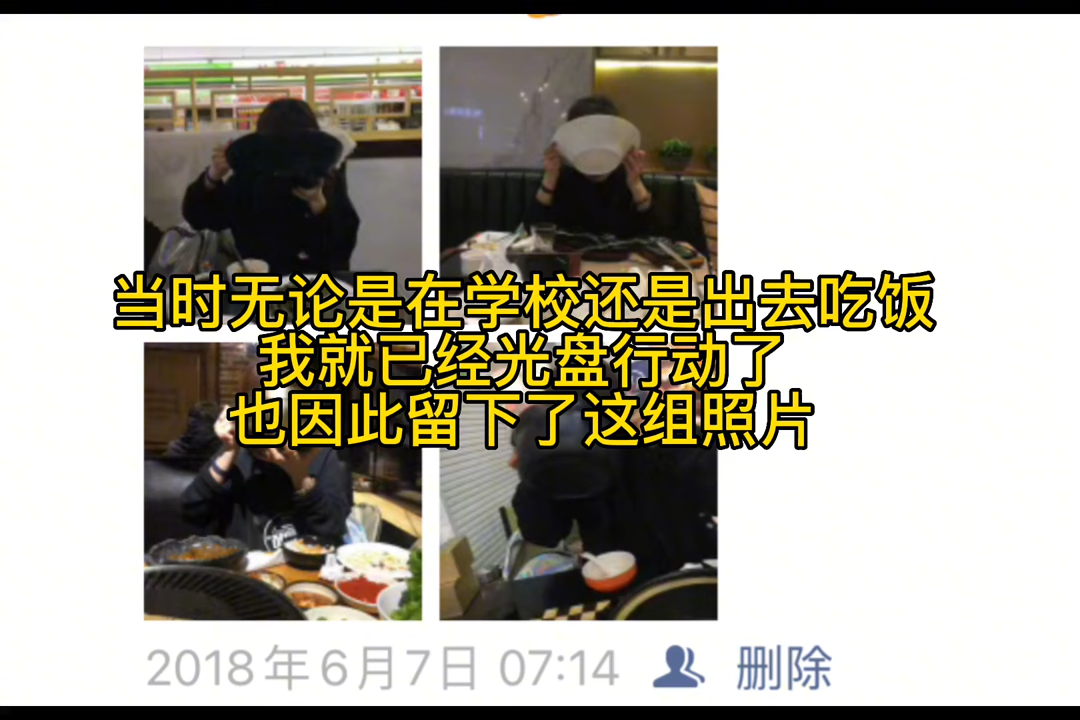 当时无论是在学校还是出去吃饭
我就已经光盘行动了
也因此留下了这组照片
2018年6月7日 07:14 删除